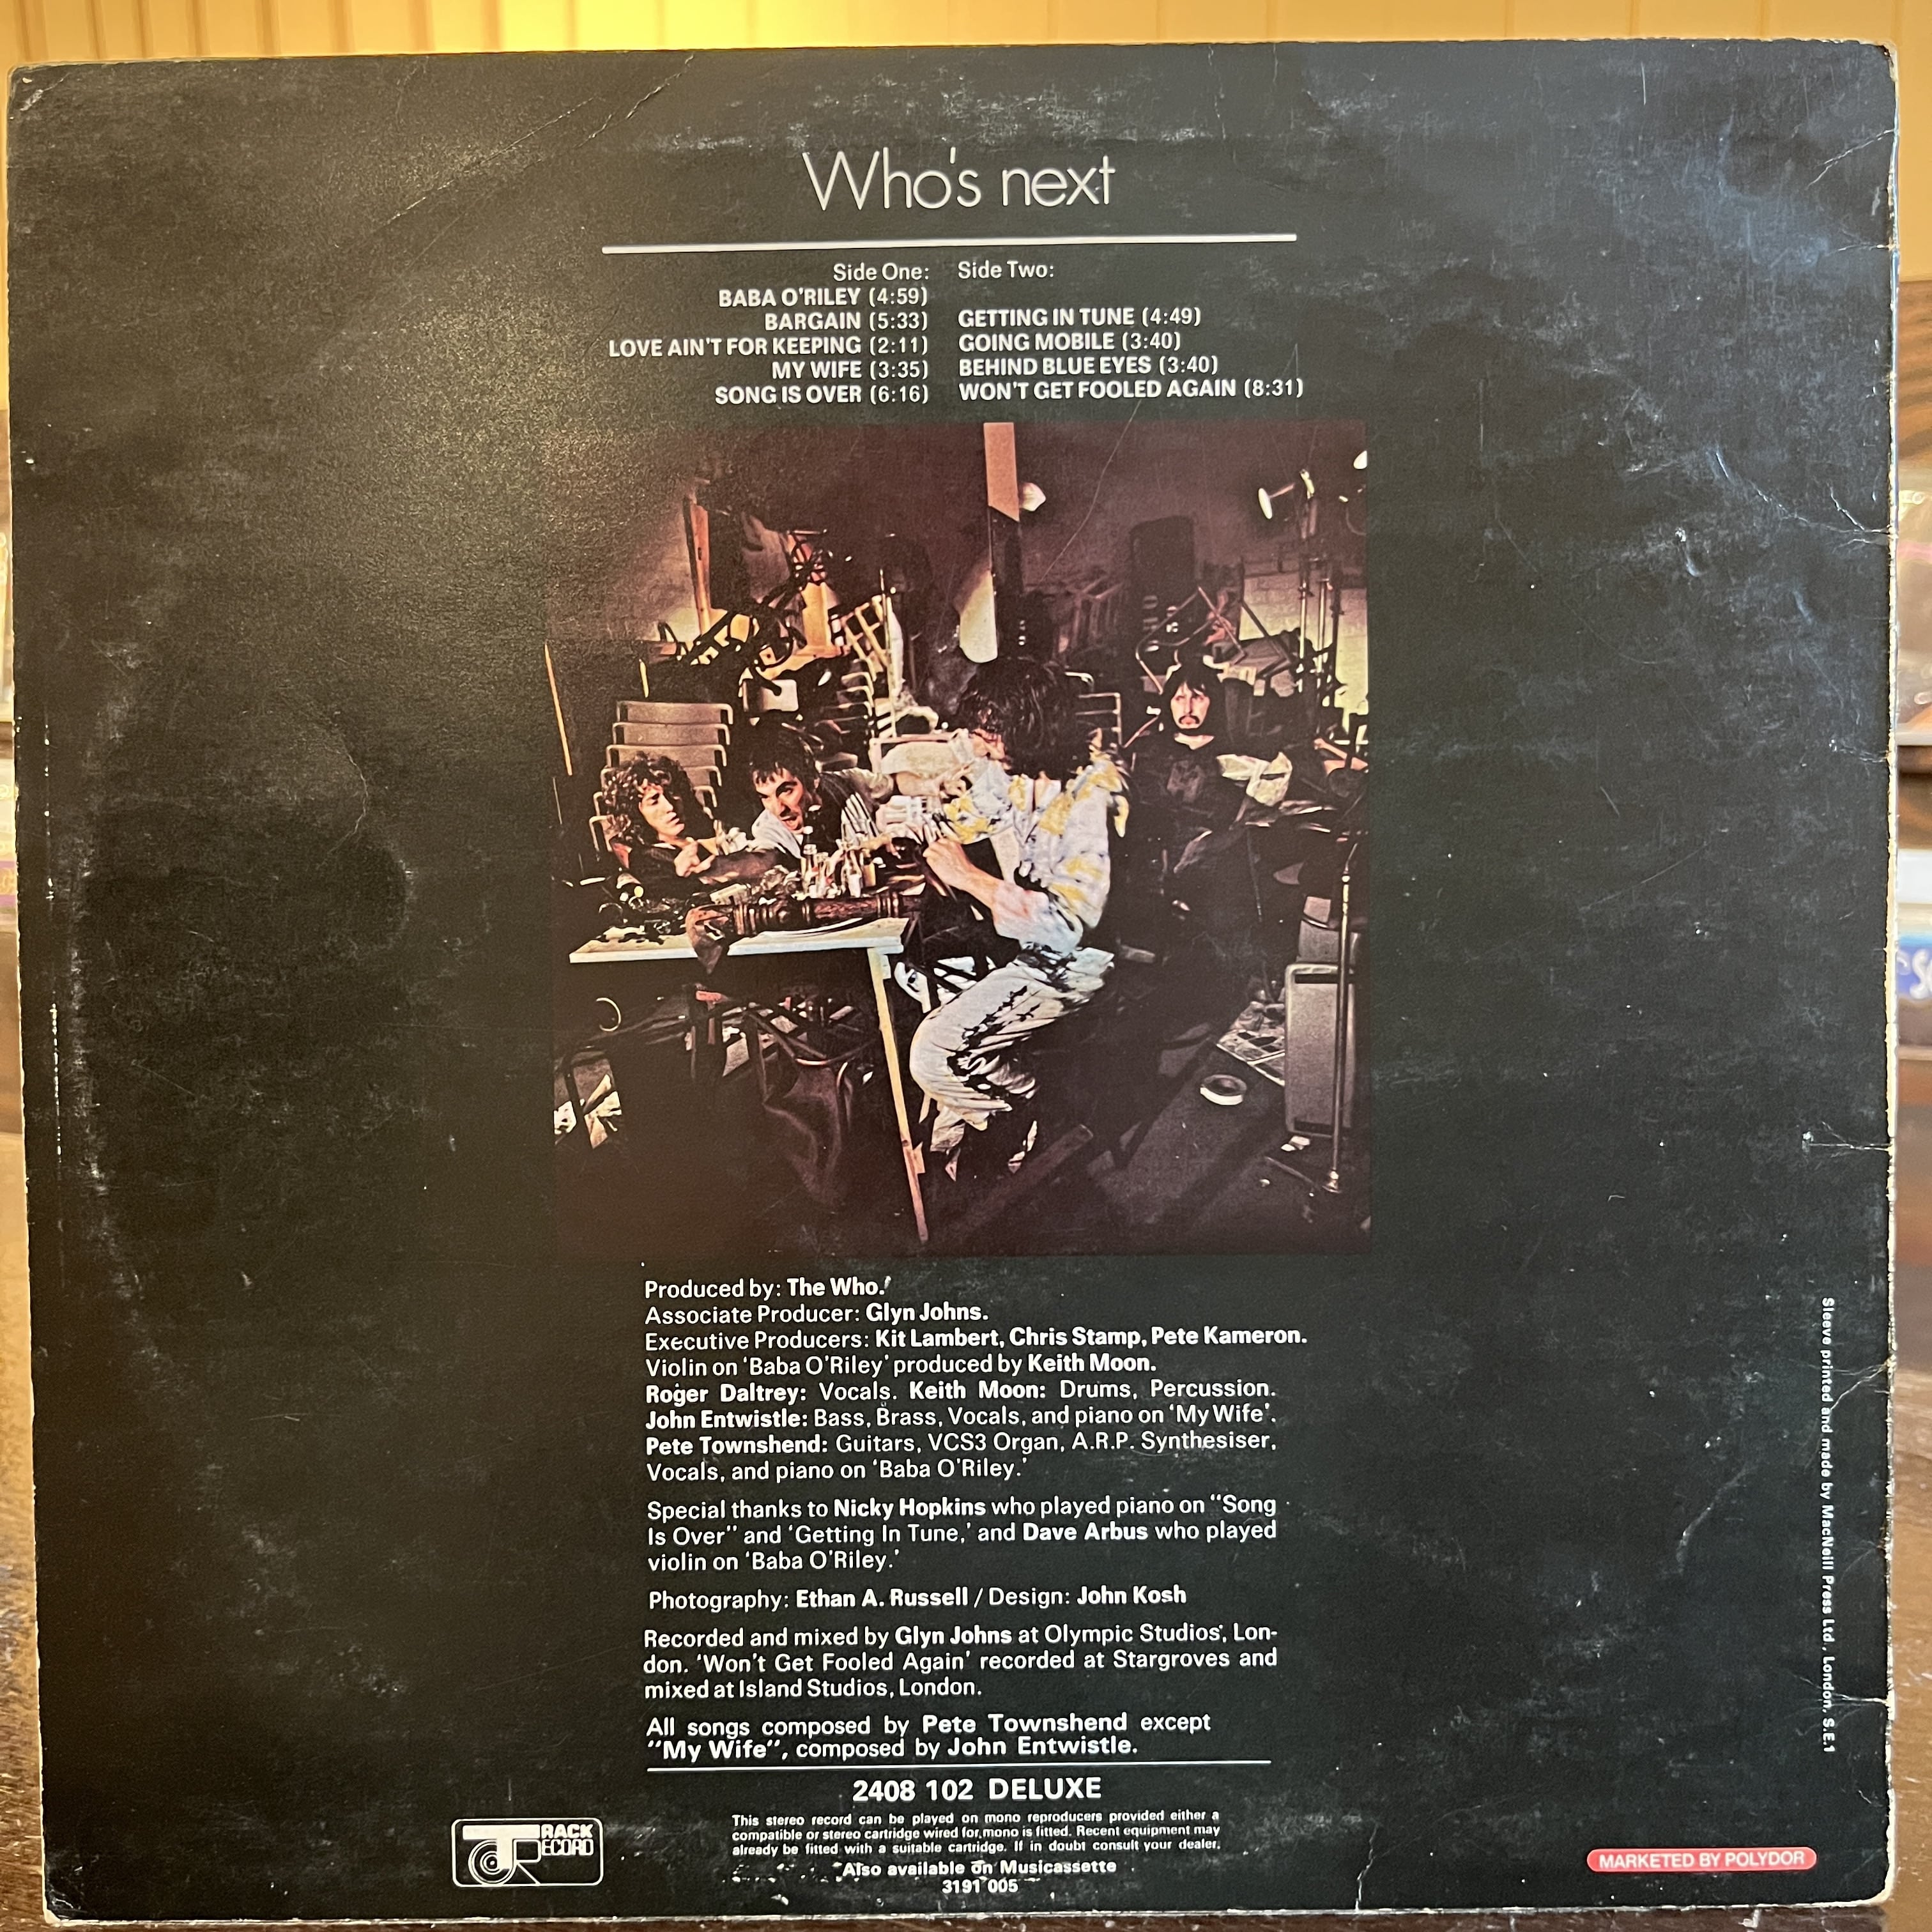 Who's next
Side One:
BABA O'RILEY (4:59)
BARGAIN (5:33)
LOVE AIN'T FOR KEEPING (2:11)
MY WIFE (3:35)
SONG IS OVER (6:16)
Side Two:
GETTING IN TUNE (4:49)
GOING MOBILE (3:40)
BEHIND BLUE EYES (3:40)
WON'T GET FOOLED AGAIN (8:31)
Produced by: The Who.
Associate Producer: Glyn Johns.
Executive Producers: Kit Lambert, Chris Stamp, Pete Kameron.
Violin on ‘Baba O’Riley’ produced by Keith Moon.
Roger Daltrey: Vocals. Keith Moon: Drums, Percussion.
John Entwistle: Bass, Brass, Vocals, and piano on ‘My Wife’.
Pete Townshend: Guitars, VCS3 Organ, A.R.P. Synthesiser,
Vocals, and piano on ‘Baba O’Riley.’
Special thanks to Nicky Hopkins who played piano on “Song
Is Over” and ‘Getting In Tune,’ and Dave Arbus who played
violin on ‘Baba O’Riley.’
Photography: Ethan A. Russell / Design: John Kosh
Recorded and mixed by Glyn Johns at Olympic Studios, Lon-
don. ‘Won’t Get Fooled Again’ recorded at Stargroves and
mixed at Island Studios, London.
All songs composed by Pete Townshend except
“My Wife”, composed by John Entwistle.
2408 102 DELUXE
This stereo record can be played on mono reproducers provided either a
compatible or stereo cartridge wired for mono is fitted. Recent equipment may
already be fitted with a suitable cartridge. If in doubt consult your dealer.
Also available on Musicassette
3191 005
TRACK
RECORD
MARKETED BY POLYDOR
Sleeve printed and made by MacNeill Press Ltd., London, S.E.1